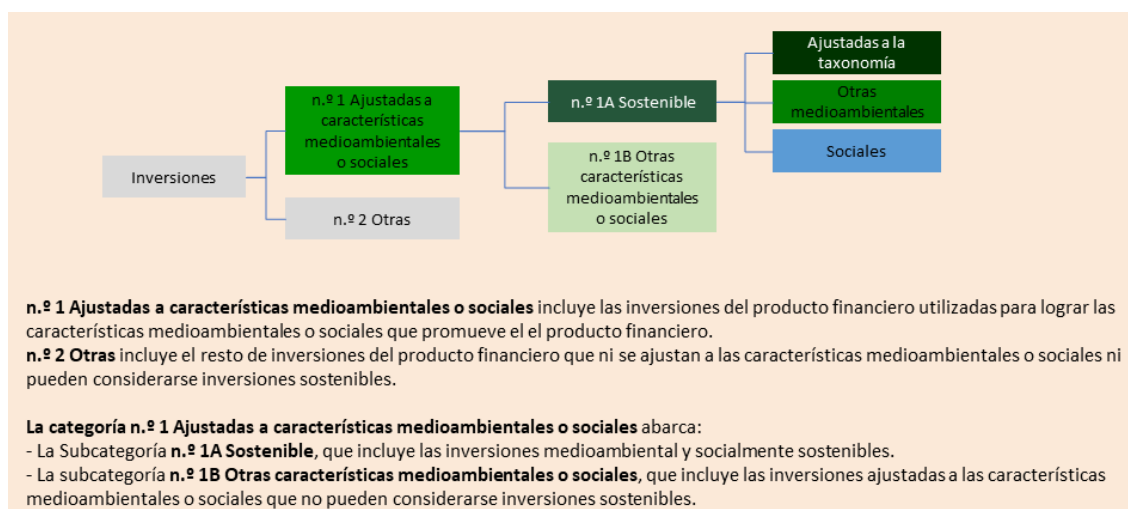 Ajustadas a la
taxonomía
n.º 1 Ajustadas a
características
medioambientales
o sociales
n.º 1A Sostenible
Otras
medioambientales
Sociales
n.º 1B Otras
características
medioambientales
o sociales
Inversiones
n.º 2 Otras
n.º 1 Ajustadas a características medioambientales o sociales incluye las inversiones del producto financiero utilizadas para lograr las
características medioambientales o sociales que promueve el el producto financiero.
n.º 2 Otras incluye el resto de inversiones del producto financiero que ni se ajustan a las características medioambientales o sociales ni
pueden considerarse inversiones sostenibles.
La categoría n.º 1 Ajustadas a características medioambientales o sociales abarca:
- La Subcategoría n.º 1A Sostenible, que incluye las inversiones medioambiental y socialmente sostenibles.
- La subcategoría n.º 1B Otras características medioambientales o sociales, que incluye las inversiones ajustadas a las características
medioambientales o sociales que no pueden considerarse inversiones sostenibles.